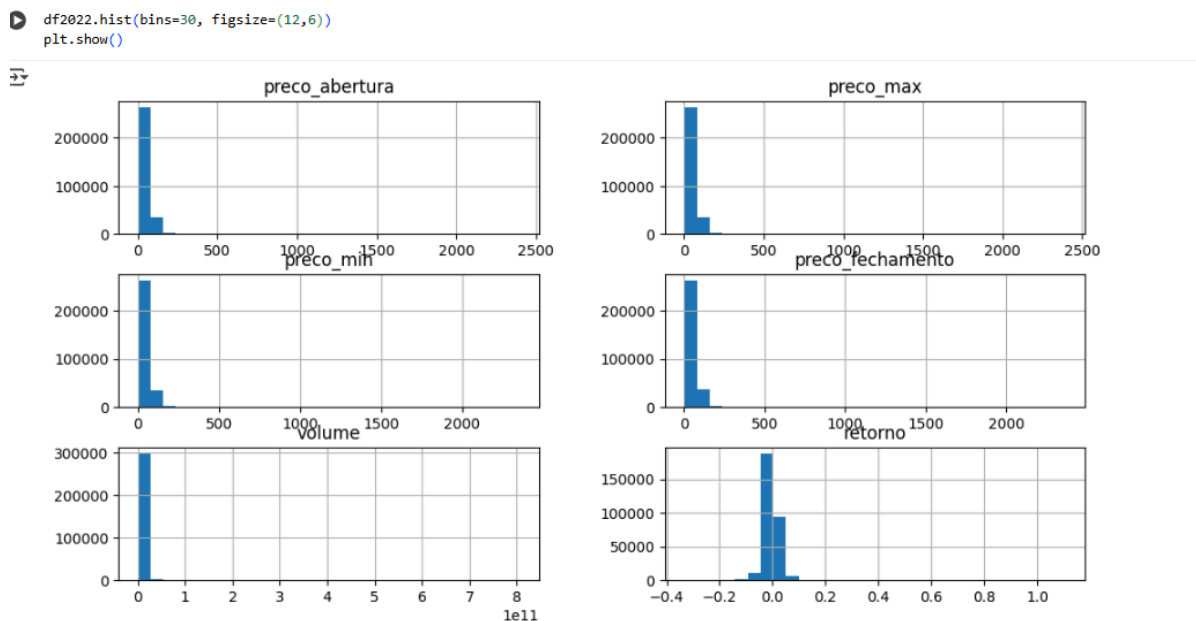 df2022.hist(bins=30, figsize=(12,6))
plt.show()
preco_abertura
200000
100000
0
0 500 1000 1500 2000 2500
preco_max
200000
100000
0
0 500 1000 1500 2000 2500
preco_min
200000
100000
0
0 500 1000 1500 2000
preco_fechamento
200000
100000
0
0 500 1000 1500 2000
volume
300000
200000
100000
0
0 1 2 3 4 5 6 7 8
1e11
retorno
150000
100000
50000
0
−0.4 −0.2 0.0 0.2 0.4 0.6 0.8 1.0